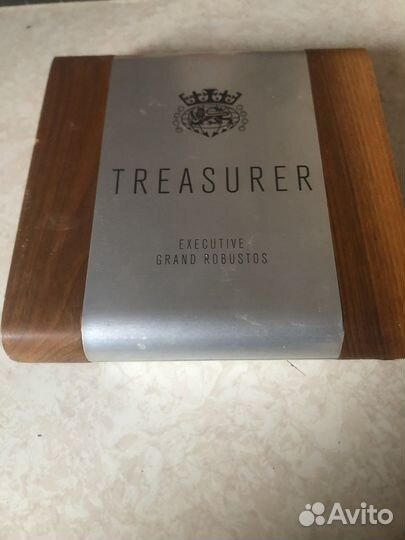 TREASURER
EXECUTIVE
GRAND ROBUSTOS
Avito